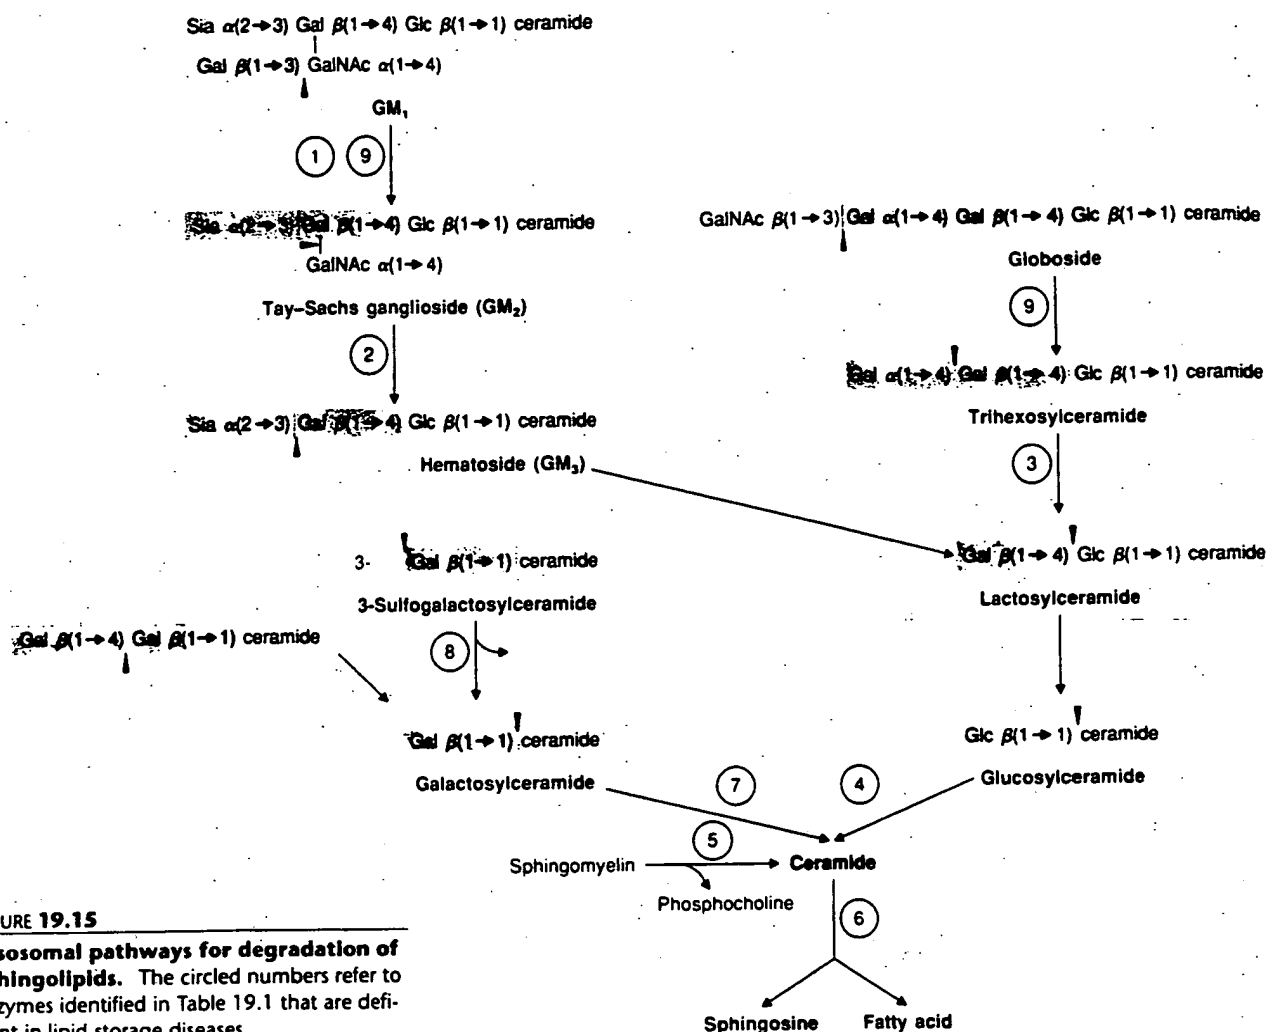 Sia α(2→3) Gal β(1→4) Glc β(1→1) ceramide
Gal β(1→3) GalNAc α(1→4)
GM₁
1 9
Sia α(2→3) Gal β(1→4) Glc β(1→1) ceramide
GalNAc α(1→4)
Tay–Sachs ganglioside (GM₂)
2
Sia α(2→3) Gal β(1→4) Glc β(1→1) ceramide
Hematoside (GM₃)
GalNAc β(1→3) Gal α(1→4) Gal β(1→4) Glc β(1→1) ceramide
Globoside
9
Gal α(1→4) Gal β(1→4) Glc β(1→1) ceramide
Trihexosylceramide
3
Gal β(1→4) Glc β(1→1) ceramide
Lactosylceramide
3- Gal β(1→1) ceramide
3-Sulfogalactosylceramide
8
Gal β(1→4) Gal β(1→1) ceramide
Gal β(1→1) ceramide
Galactosylceramide
7
Glc β(1→1) ceramide
Glucosylceramide
4
5
Sphingomyelin
Ceramide
Phosphocholine
6
Sphingosine
Fatty acid
URE 19.15
sosomal pathways for degradation of
hingolipids. The circled numbers refer to
zymes identified in Table 19.1 that are defi-
nt in lipid storage diseases